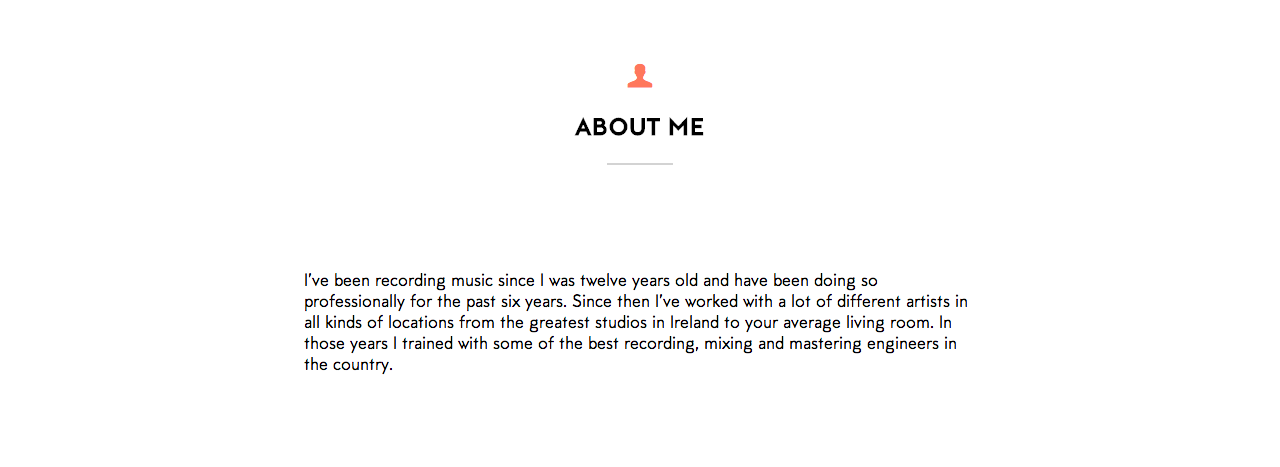 ABOUT ME
I've been recording music since I was twelve years old and have been doing so
professionally for the past six years. Since then I've worked with a lot of different artists in
all kinds of locations from the greatest studios in Ireland to your average living room. In
those years I trained with some of the best recording, mixing and mastering engineers in
the country.